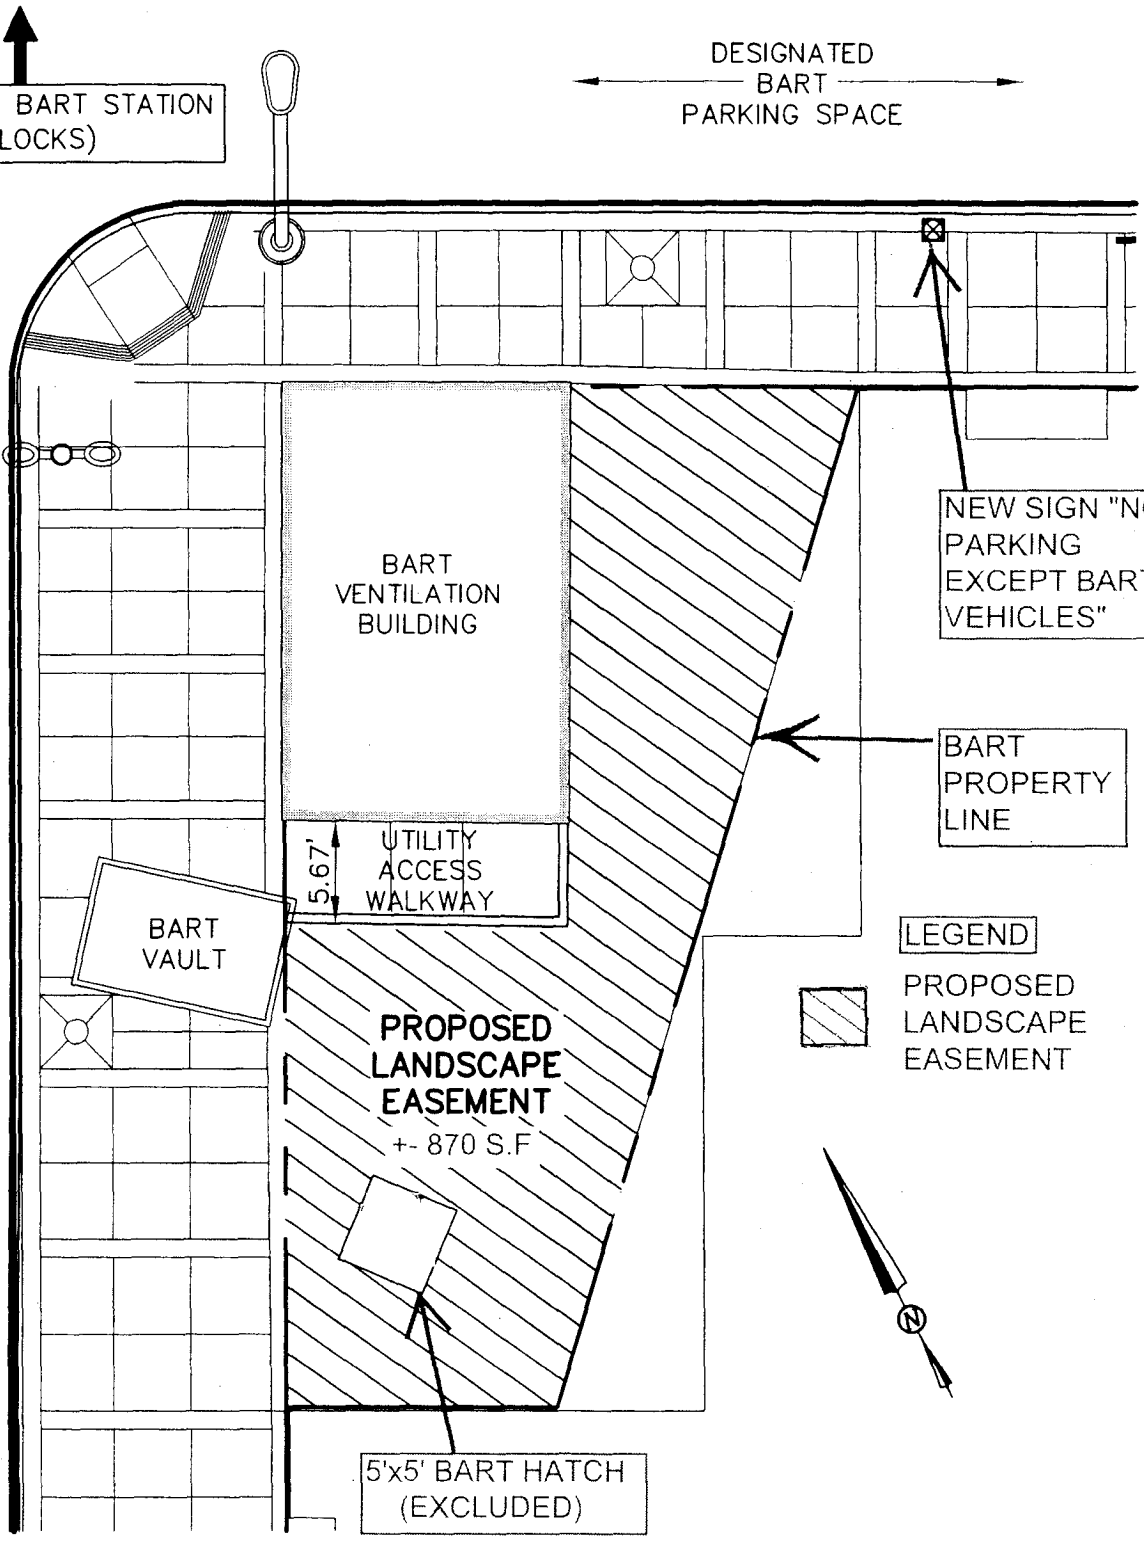 BART STATION
LOCKS)
DESIGNATED
BART
PARKING SPACE
NEW SIGN "N
PARKING
EXCEPT BART
VEHICLES"
BART
VENTILATION
BUILDING
BART
PROPERTY
LINE
5.67'
UTILITY
ACCESS
WALKWAY
BART
VAULT
LEGEND
PROPOSED
LANDSCAPE
EASEMENT
PROPOSED
LANDSCAPE
EASEMENT
+- 870 S.F
N
5'x5' BART HATCH
(EXCLUDED)